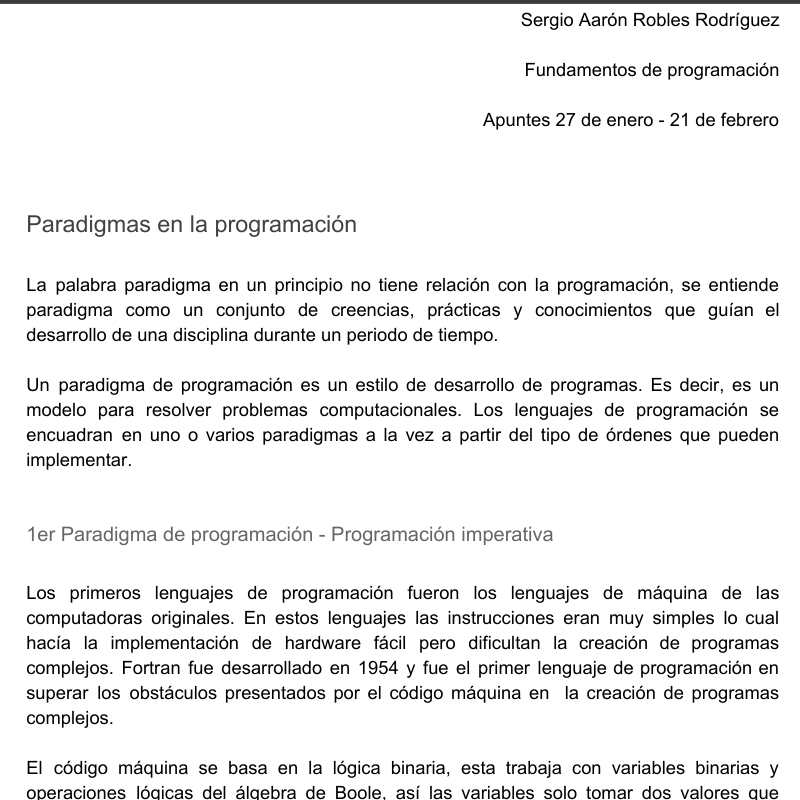 Sergio Aarón Robles Rodríguez
Fundamentos de programación
Apuntes 27 de enero - 21 de febrero
Paradigmas en la programación
La palabra paradigma en un principio no tiene relación con la programación, se entiende
paradigma como un conjunto de creencias, prácticas y conocimientos que guían el
desarrollo de una disciplina durante un periodo de tiempo.
Un paradigma de programación es un estilo de desarrollo de programas. Es decir, es un
modelo para resolver problemas computacionales. Los lenguajes de programación se
encuadran en uno o varios paradigmas a la vez a partir del tipo de órdenes que pueden
implementar.
1er Paradigma de programación - Programación imperativa
Los primeros lenguajes de programación fueron los lenguajes de máquina de las
computadoras originales. En estos lenguajes las instrucciones eran muy simples lo cual
hacía la implementación de hardware fácil pero dificultan la creación de programas
complejos. Fortran fue desarrollado en 1954 y fue el primer lenguaje de programación en
superar los obstáculos presentados por el código máquina en  la creación de programas
complejos.
El código máquina se basa en la lógica binaria, esta trabaja con variables binarias y
operaciones lógicas del álgebra de Boole, así las variables solo tomar dos valores que